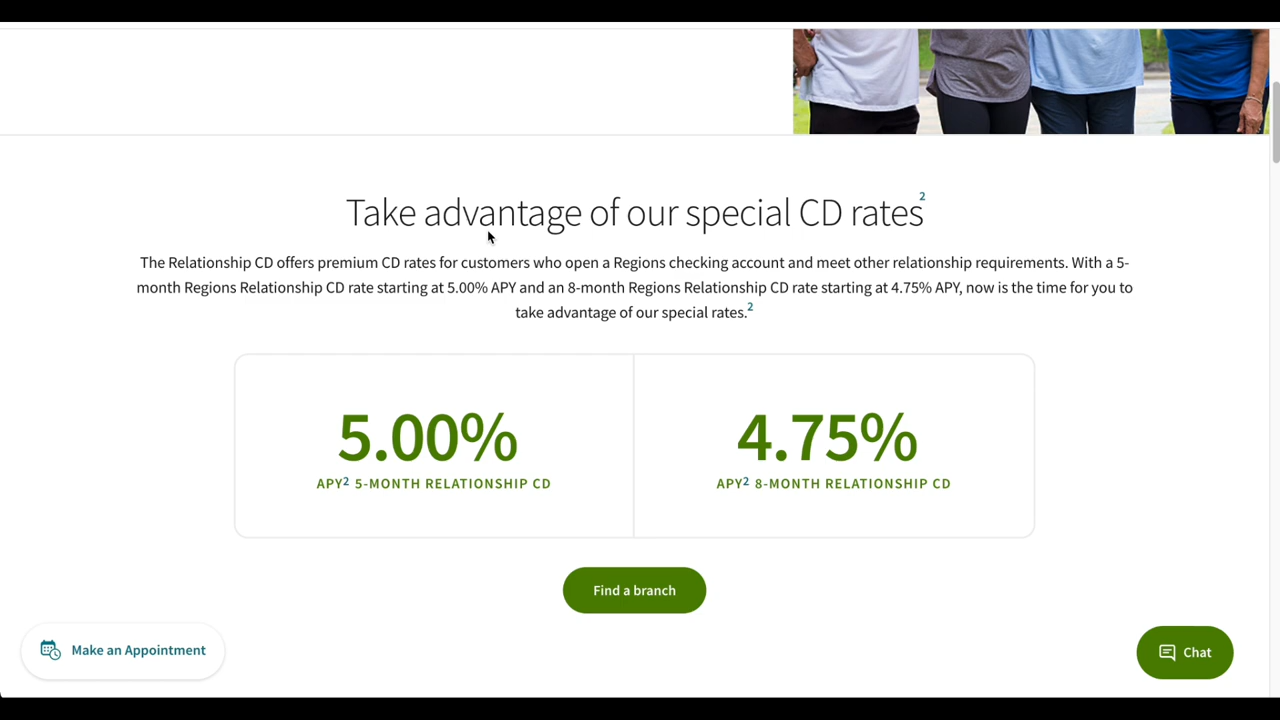 Take advantage of our special CD rates2
The Relationship CD offers premium CD rates for customers who open a Regions checking account and meet other relationship requirements. With a 5-
month Regions Relationship CD rate starting at 5.00% APY and an 8-month Regions Relationship CD rate starting at 4.75% APY, now is the time for you to
take advantage of our special rates.2
5.00%
APY2 5-MONTH RELATIONSHIP CD
4.75%
APY2 8-MONTH RELATIONSHIP CD
Find a branch
Make an Appointment
Chat